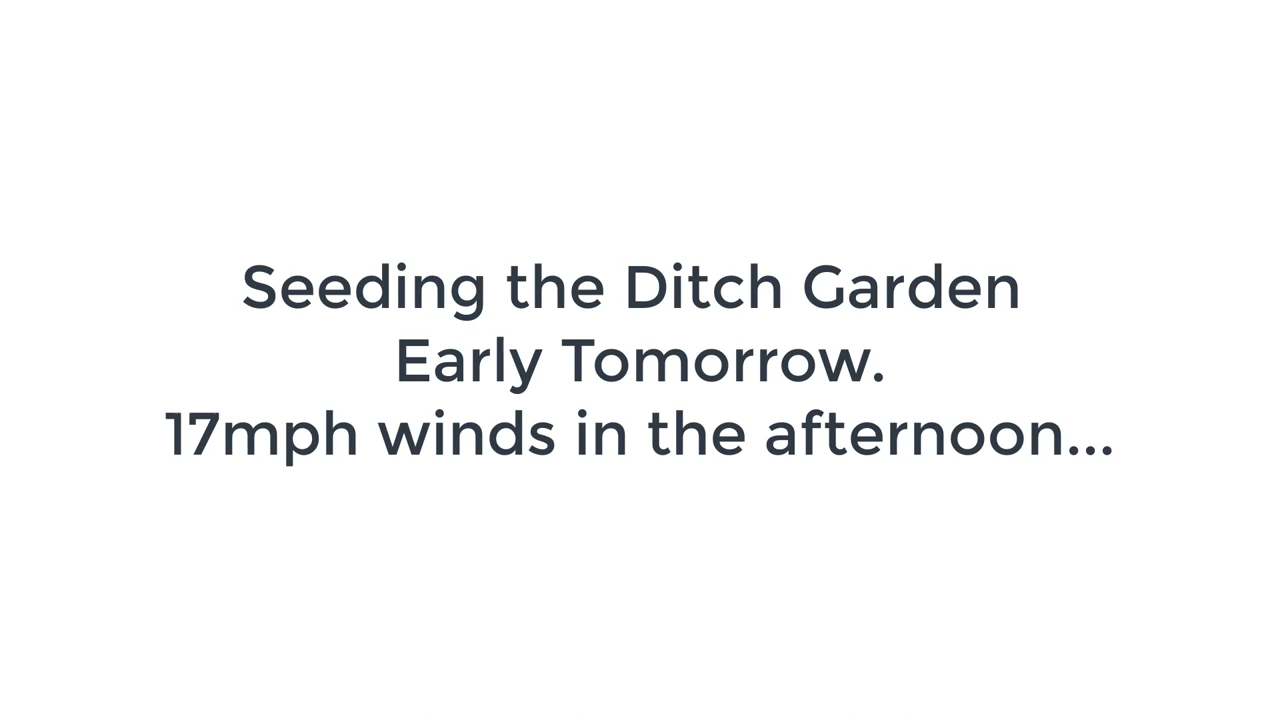 Seeding the Ditch Garden
Early Tomorrow.
17mph winds in the afternoon...